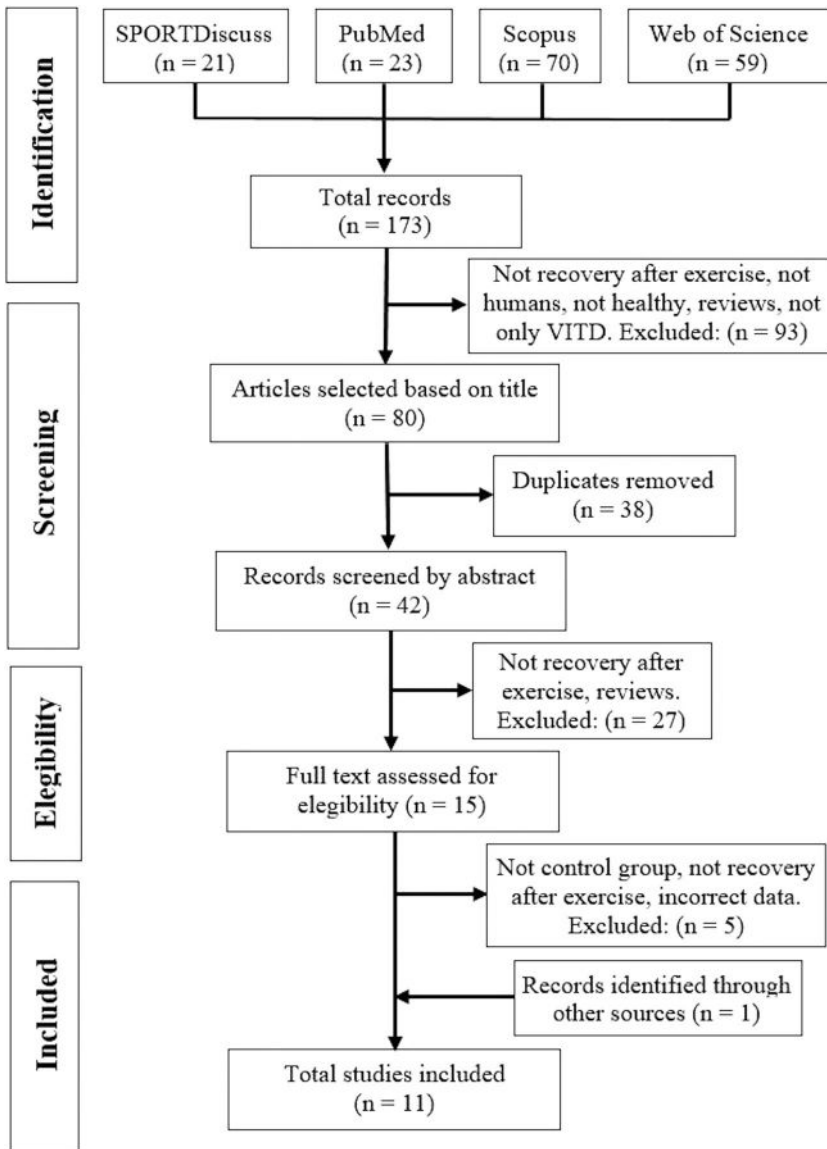 Identification
SPORTDiscuss
(n = 21)
PubMed
(n = 23)
Scopus
(n = 70)
Web of Science
(n = 59)
Total records
(n = 173)
Not recovery after exercise, not
humans, not healthy, reviews, not
only VITD. Excluded: (n = 93)
Screening
Articles selected based on title
(n = 80)
Duplicates removed
(n = 38)
Records screened by abstract
(n = 42)
Not recovery after
exercise, reviews.
Excluded: (n = 27)
Elegibility
Full text assessed for
elegibility (n = 15)
Not control group, not recovery
after exercise, incorrect data.
Excluded: (n = 5)
Included
Records identified through
other sources (n = 1)
Total studies included
(n = 11)